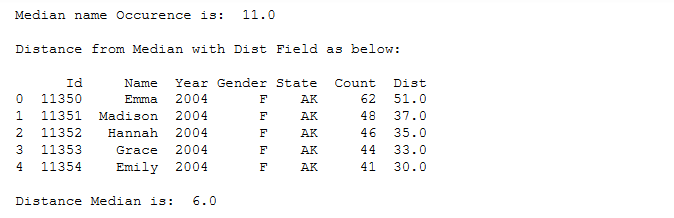 Median name Occurence is:  11.0
Distance from Median with Dist Field as below:
      Id     Name  Year Gender State  Count  Dist
0  11350     Emma  2004      F    AK     62  51.0
1  11351  Madison  2004      F    AK     48  37.0
2  11352   Hannah  2004      F    AK     46  35.0
3  11353    Grace  2004      F    AK     44  33.0
4  11354    Emily  2004      F    AK     41  30.0
Distance Median is:  6.0